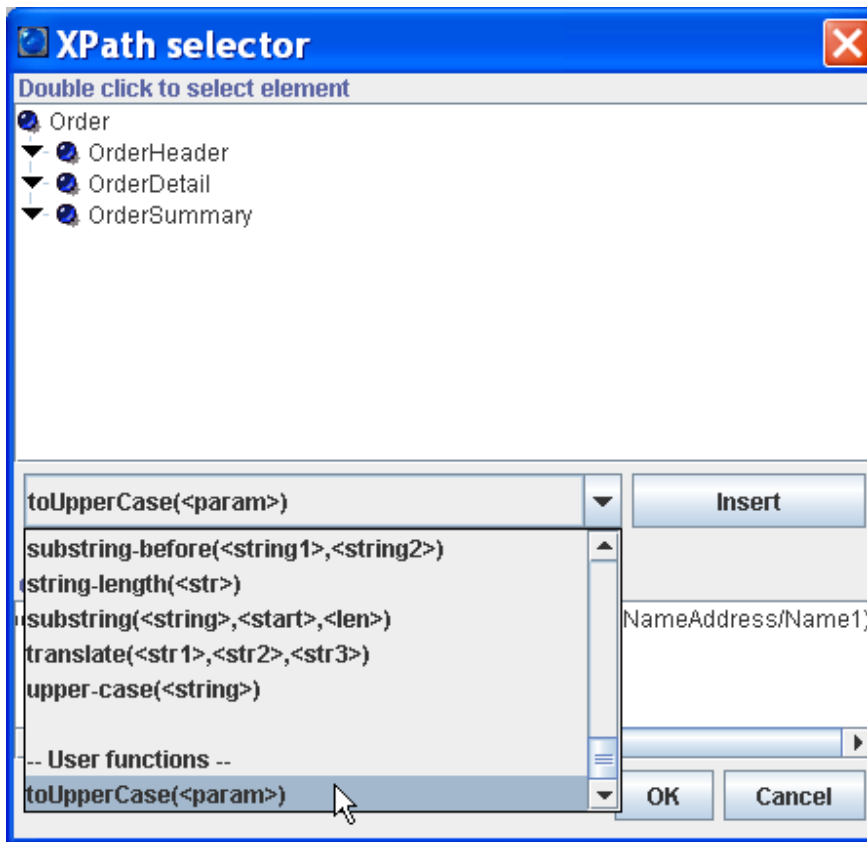 XPath selector
Double click to select element
Order
OrderHeader
OrderDetail
OrderSummary
toUpperCase(<param>)
Insert
substring-before(<string1>,<string2>)
string-length(<str>)
substring(<string>,<start>,<len>)
NameAddress/Name1)
translate(<str1>,<str2>,<str3>)
upper-case(<string>)
-- User functions --
toUpperCase(<param>)
OK
Cancel